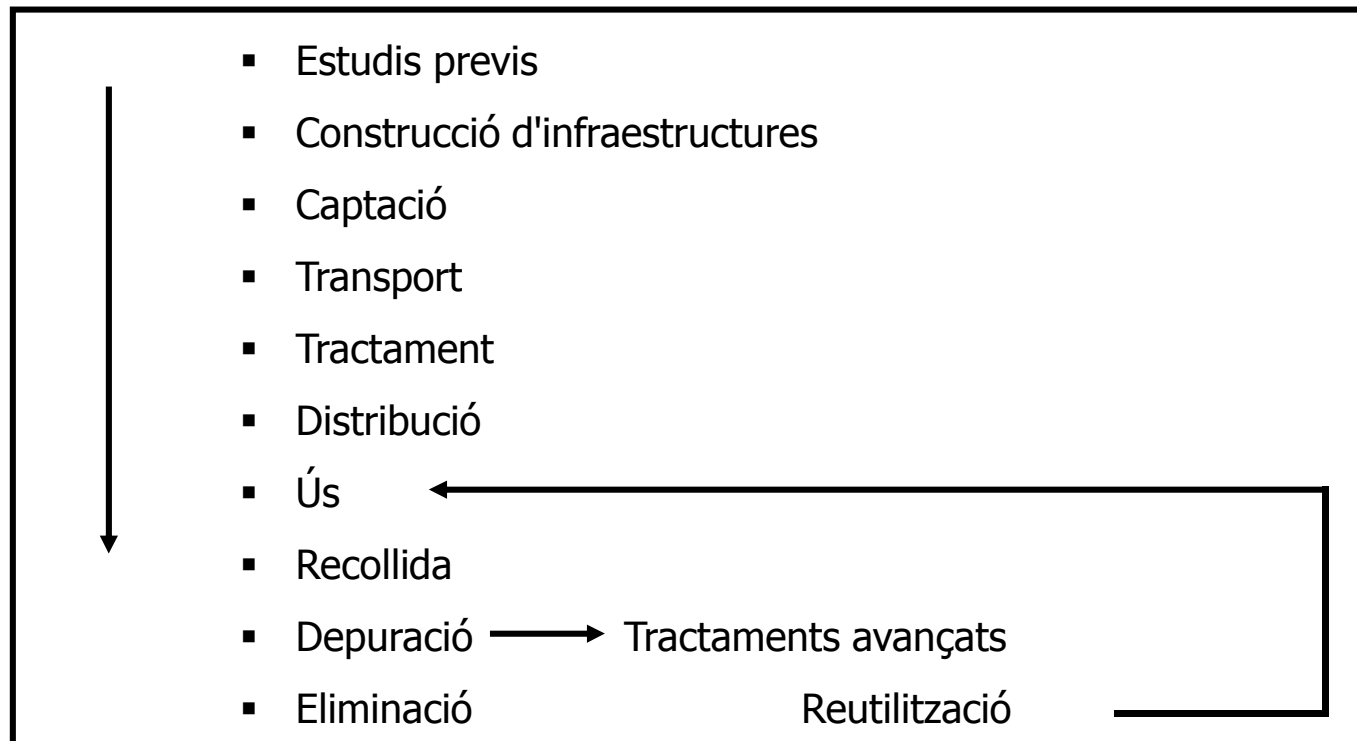 ▪ Estudis previs
▪ Construcció d'infraestructures
▪ Captació
▪ Transport
▪ Tractament
▪ Distribució
▪ Ús
▪ Recollida
▪ Depuració Tractaments avançats
▪ Eliminació Reutilització